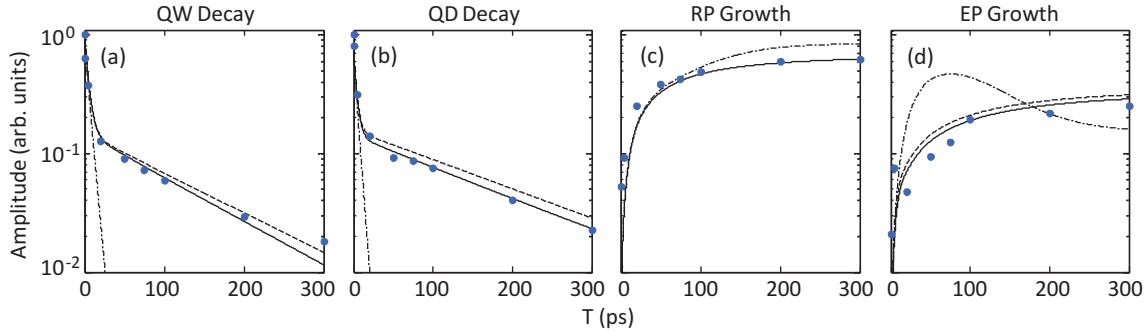 QW Decay QD Decay RP Growth EP Growth
Amplitude (arb. units)
10^0
10^-1
10^-2
(a) (b) (c) (d)
0 100 200 300 0 100 200 300 0 100 200 300 0 100 200 300
T (ps)